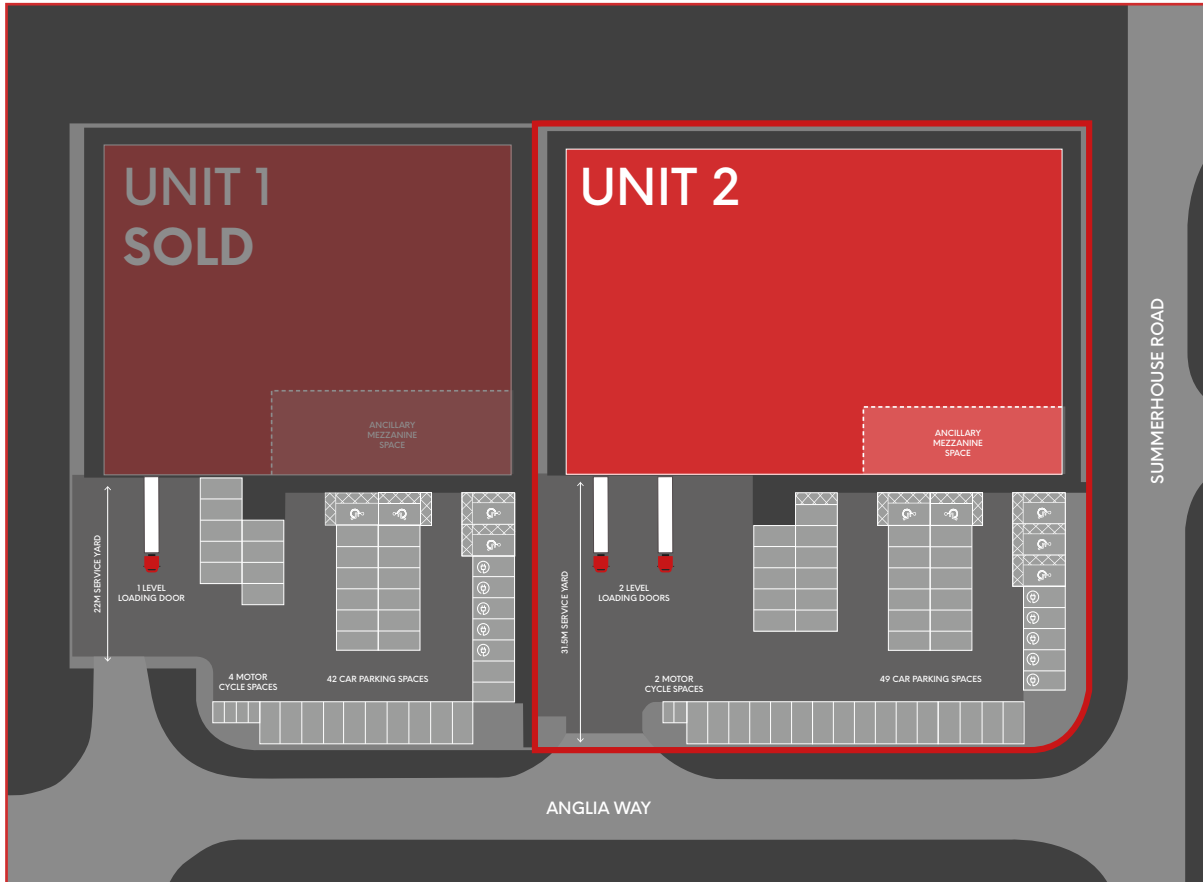 UNIT 1
SOLD
UNIT 2
ANCILLARY
MEZZANINE
SPACE
ANCILLARY
MEZZANINE
SPACE
22M SERVICE YARD
1 LEVEL
LOADING DOOR
31.5M SERVICE YARD
2 LEVEL
LOADING DOORS
4 MOTOR
CYCLE SPACES
42 CAR PARKING SPACES
2 MOTOR
CYCLE SPACES
49 CAR PARKING SPACES
SUMMERHOUSE ROAD
ANGLIA WAY